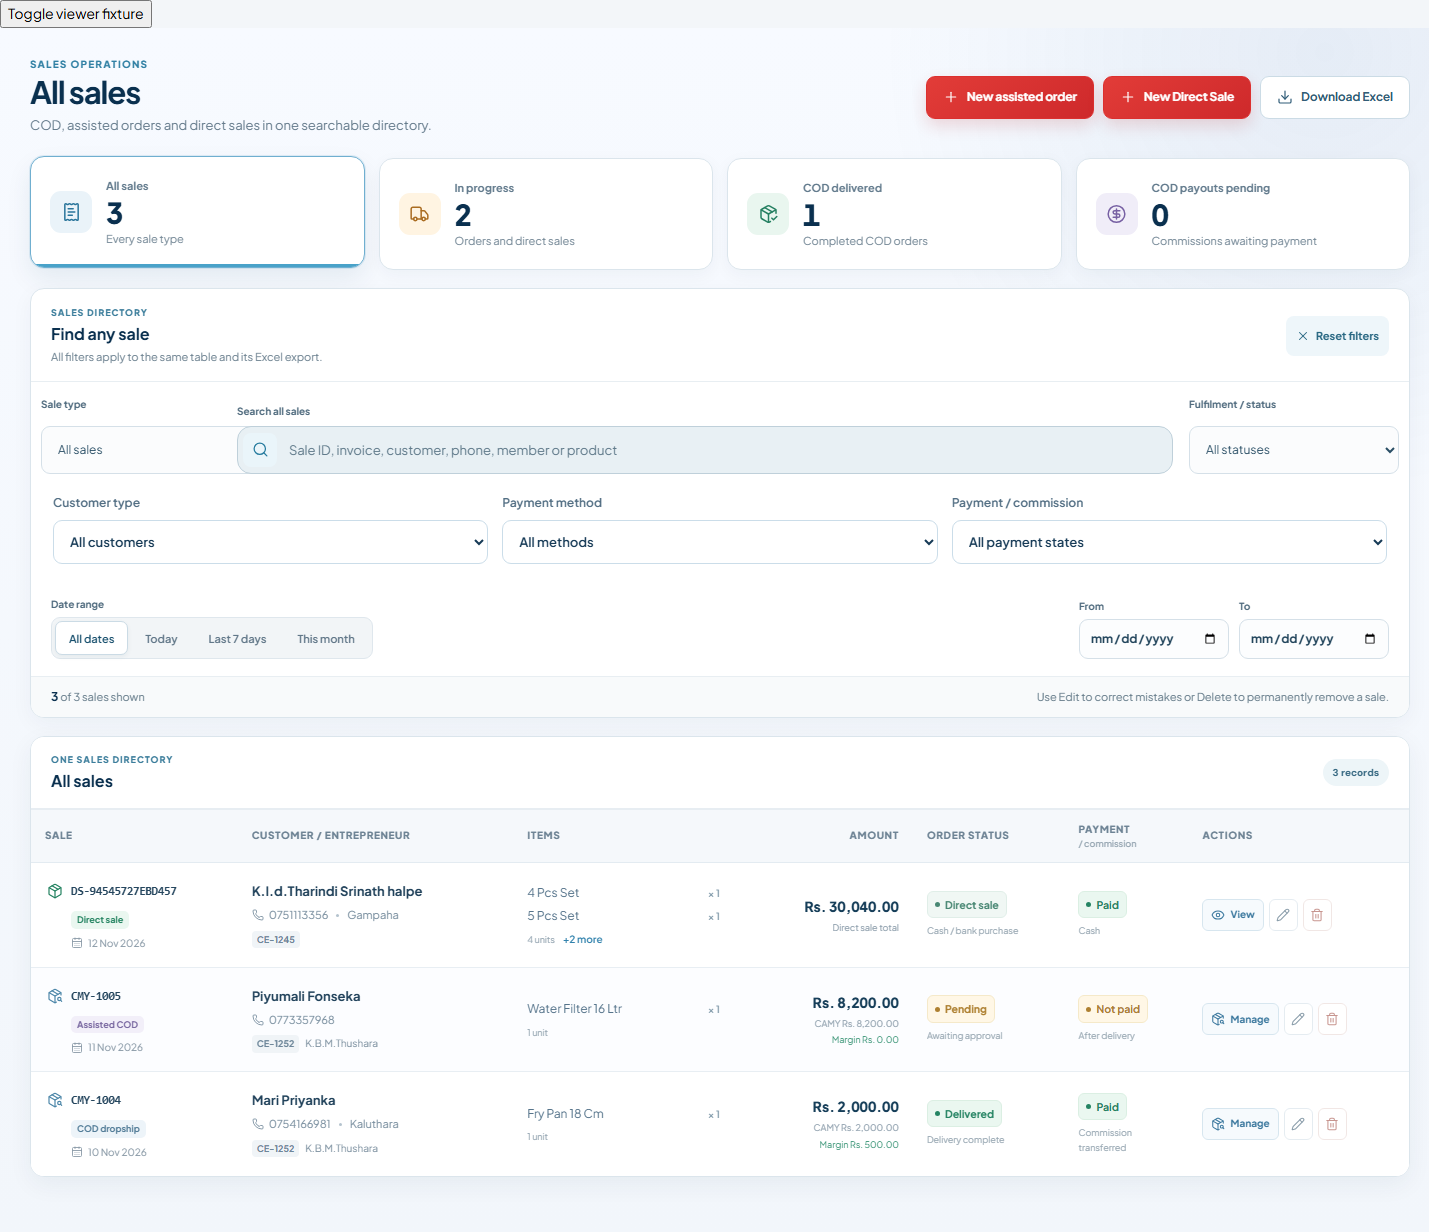 Toggle viewer fixture
SALES OPERATIONS
All sales
COD, assisted orders and direct sales in one searchable directory.
New assisted order
New Direct Sale
Download Excel
All sales
3
Every sale type
In progress
2
Orders and direct sales
COD delivered
1
Completed COD orders
COD payouts pending
0
Commissions awaiting payment
SALES DIRECTORY
Find any sale
All filters apply to the same table and its Excel export.
Reset filters
Sale type
Search all sales
Fulfilment / status
All sales
Sale ID, invoice, customer, phone, member or product
All statuses
Customer type
Payment method
Payment / commission
All customers
All methods
All payment states
Date range
From
To
All dates
Today
Last 7 days
This month
mm/dd/yyyy
mm/dd/yyyy
3 of 3 sales shown
Use Edit to correct mistakes or Delete to permanently remove a sale.
ONE SALES DIRECTORY
All sales
3 records
SALE
CUSTOMER / ENTREPRENEUR
ITEMS
AMOUNT
ORDER STATUS
PAYMENT
/ commission
ACTIONS
DS-94545727EBD457
Direct sale
12 Nov 2026
K.I.d.Tharindi Srinath halpe
0751113356 • Gampaha
CE-1245
4 Pcs Set × 1
5 Pcs Set × 1
4 units +2 more
Rs. 30,040.00
Direct sale total
Direct sale
Cash / bank purchase
Paid
Cash
View
CMY-1005
Assisted COD
11 Nov 2026
Piyumali Fonseka
0773357968
CE-1252 K.B.M.Thushara
Water Filter 16 Ltr × 1
1 unit
Rs. 8,200.00
CAMY Rs. 8,200.00
Margin Rs. 0.00
Pending
Awaiting approval
Not paid
After delivery
Manage
CMY-1004
COD dropship
10 Nov 2026
Mari Priyanka
0754166981 • Kaluthara
CE-1252 K.B.M.Thushara
Fry Pan 18 Cm × 1
1 unit
Rs. 2,000.00
CAMY Rs. 2,000.00
Margin Rs. 500.00
Delivered
Delivery complete
Paid
Commission
transferred
Manage